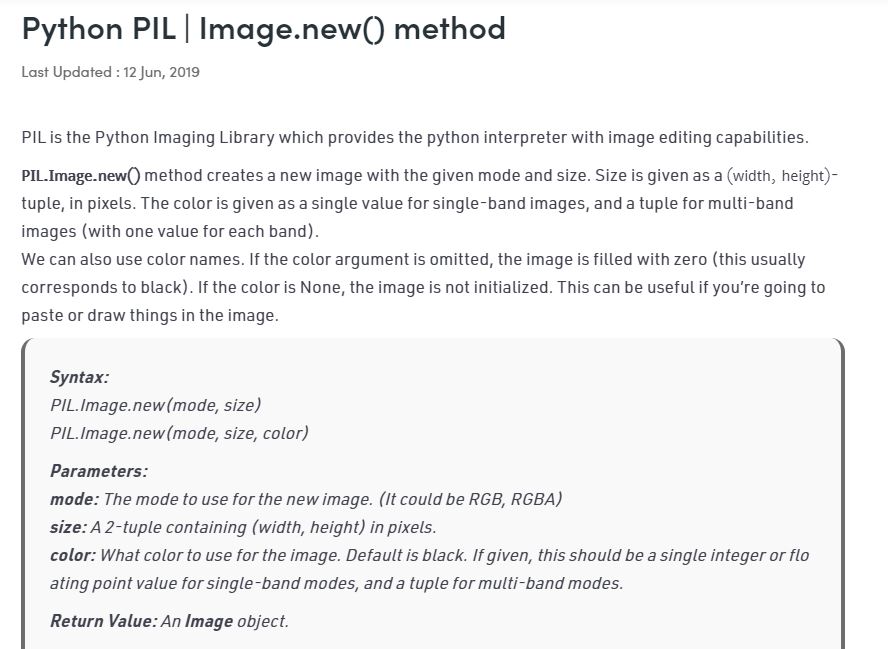 Python PIL | Image.new() method
Last Updated : 12 Jun, 2019
PIL is the Python Imaging Library which provides the python interpreter with image editing capabilities.
PIL.Image.new() method creates a new image with the given mode and size. Size is given as a (width, height)-
tuple, in pixels. The color is given as a single value for single-band images, and a tuple for multi-band
images (with one value for each band).
We can also use color names. If the color argument is omitted, the image is filled with zero (this usually
corresponds to black). If the color is None, the image is not initialized. This can be useful if you’re going to
paste or draw things in the image.
Syntax:
PIL.Image.new(mode, size)
PIL.Image.new(mode, size, color)
Parameters:
mode: The mode to use for the new image. (It could be RGB, RGBA)
size: A 2-tuple containing (width, height) in pixels.
color: What color to use for the image. Default is black. If given, this should be a single integer or flo
ating point value for single-band modes, and a tuple for multi-band modes.
Return Value: An Image object.